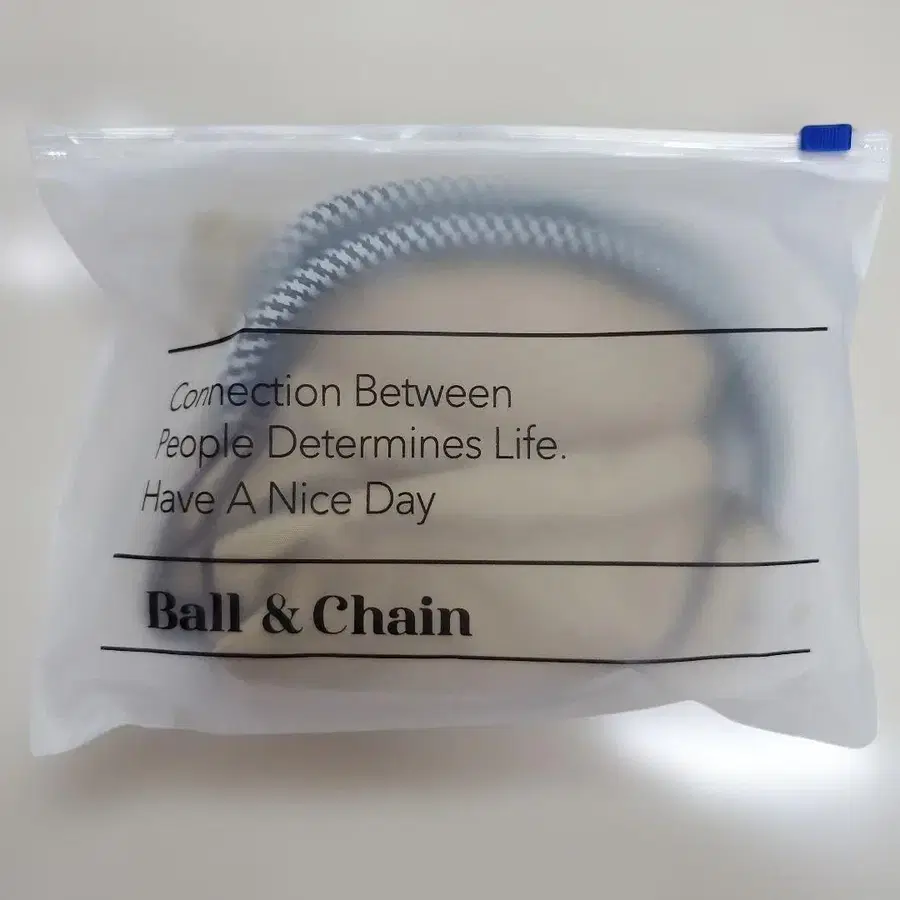 Connection Between
People Determines Life.
Have A Nice Day
Ball & Chain